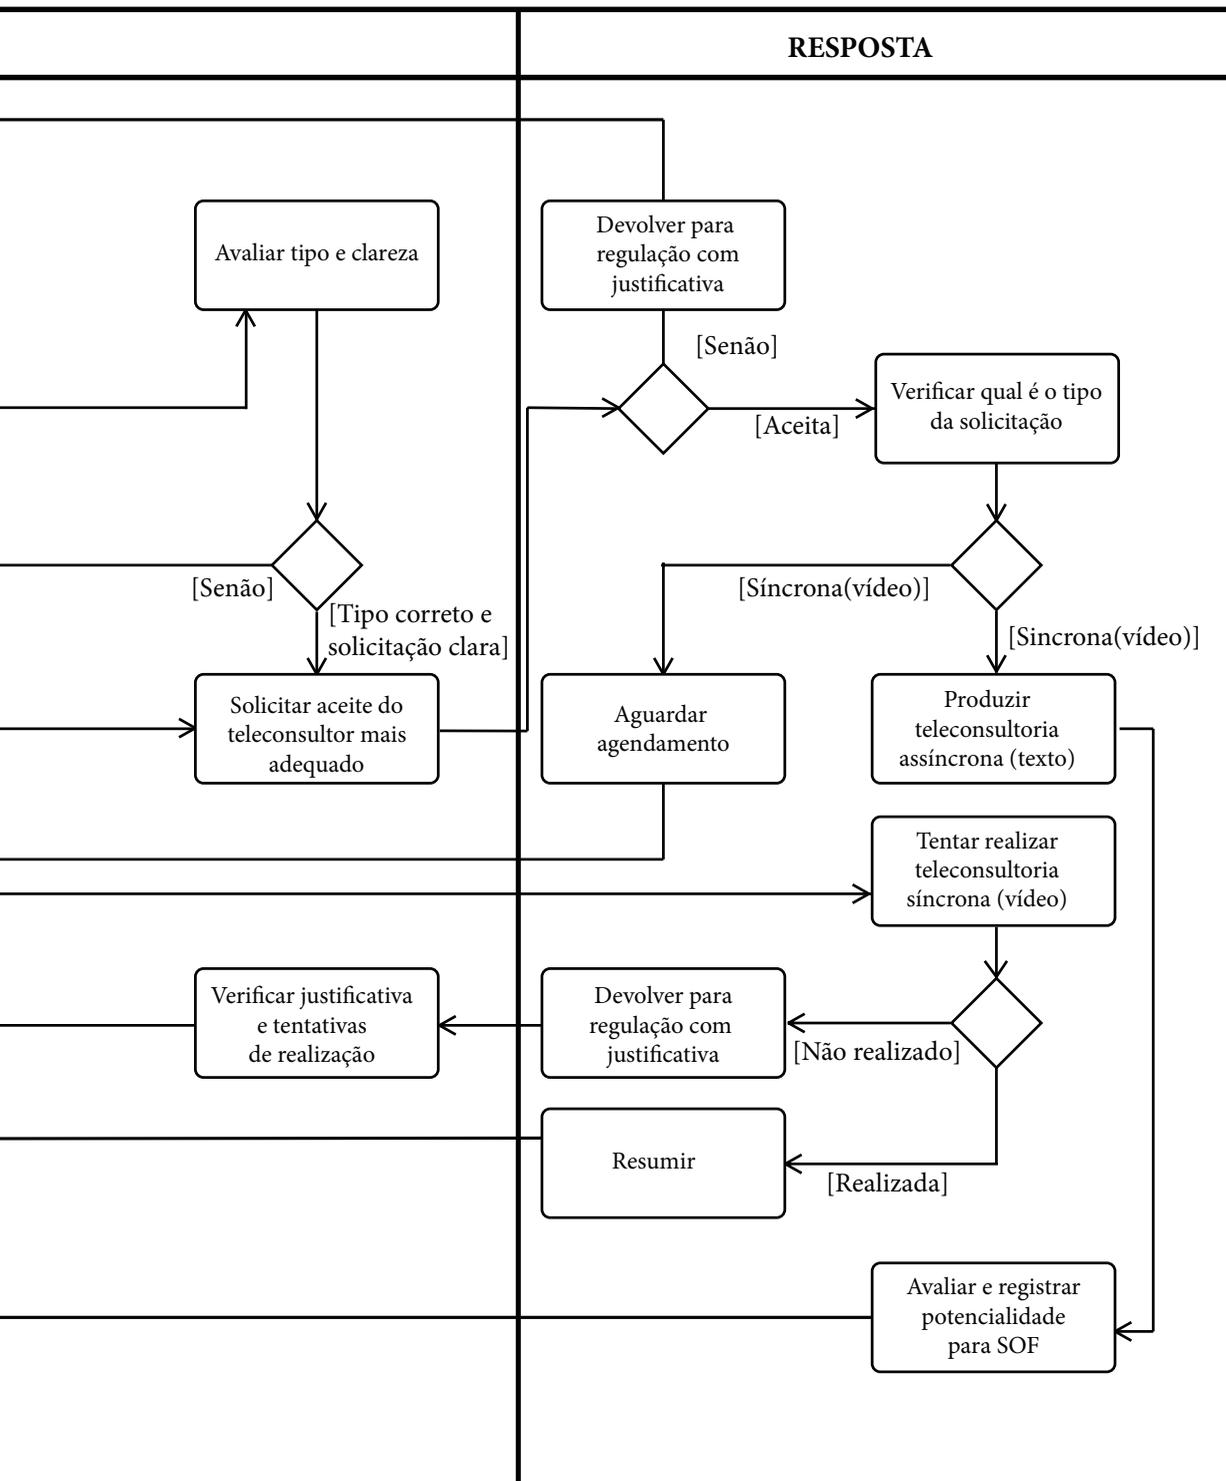 RESPOSTA
Avaliar tipo e clareza
Devolver para
regulação com
justificativa
[Senão]
Verificar qual é o tipo
da solicitação
[Aceita]
[Senão]
[Tipo correto e
solicitação clara]
[Síncrona(vídeo)]
[Sincrona(vídeo)]
Solicitar aceite do
teleconsultor mais
adequado
Aguardar
agendamento
Produzir
teleconsultoria
assíncrona (texto)
Tentar realizar
teleconsultoria
síncrona (vídeo)
Verificar justificativa
e tentativas
de realização
Devolver para
regulação com
justificativa
[Não realizado]
Resumir
[Realizada]
Avaliar e registrar
potencialidade
para SOF